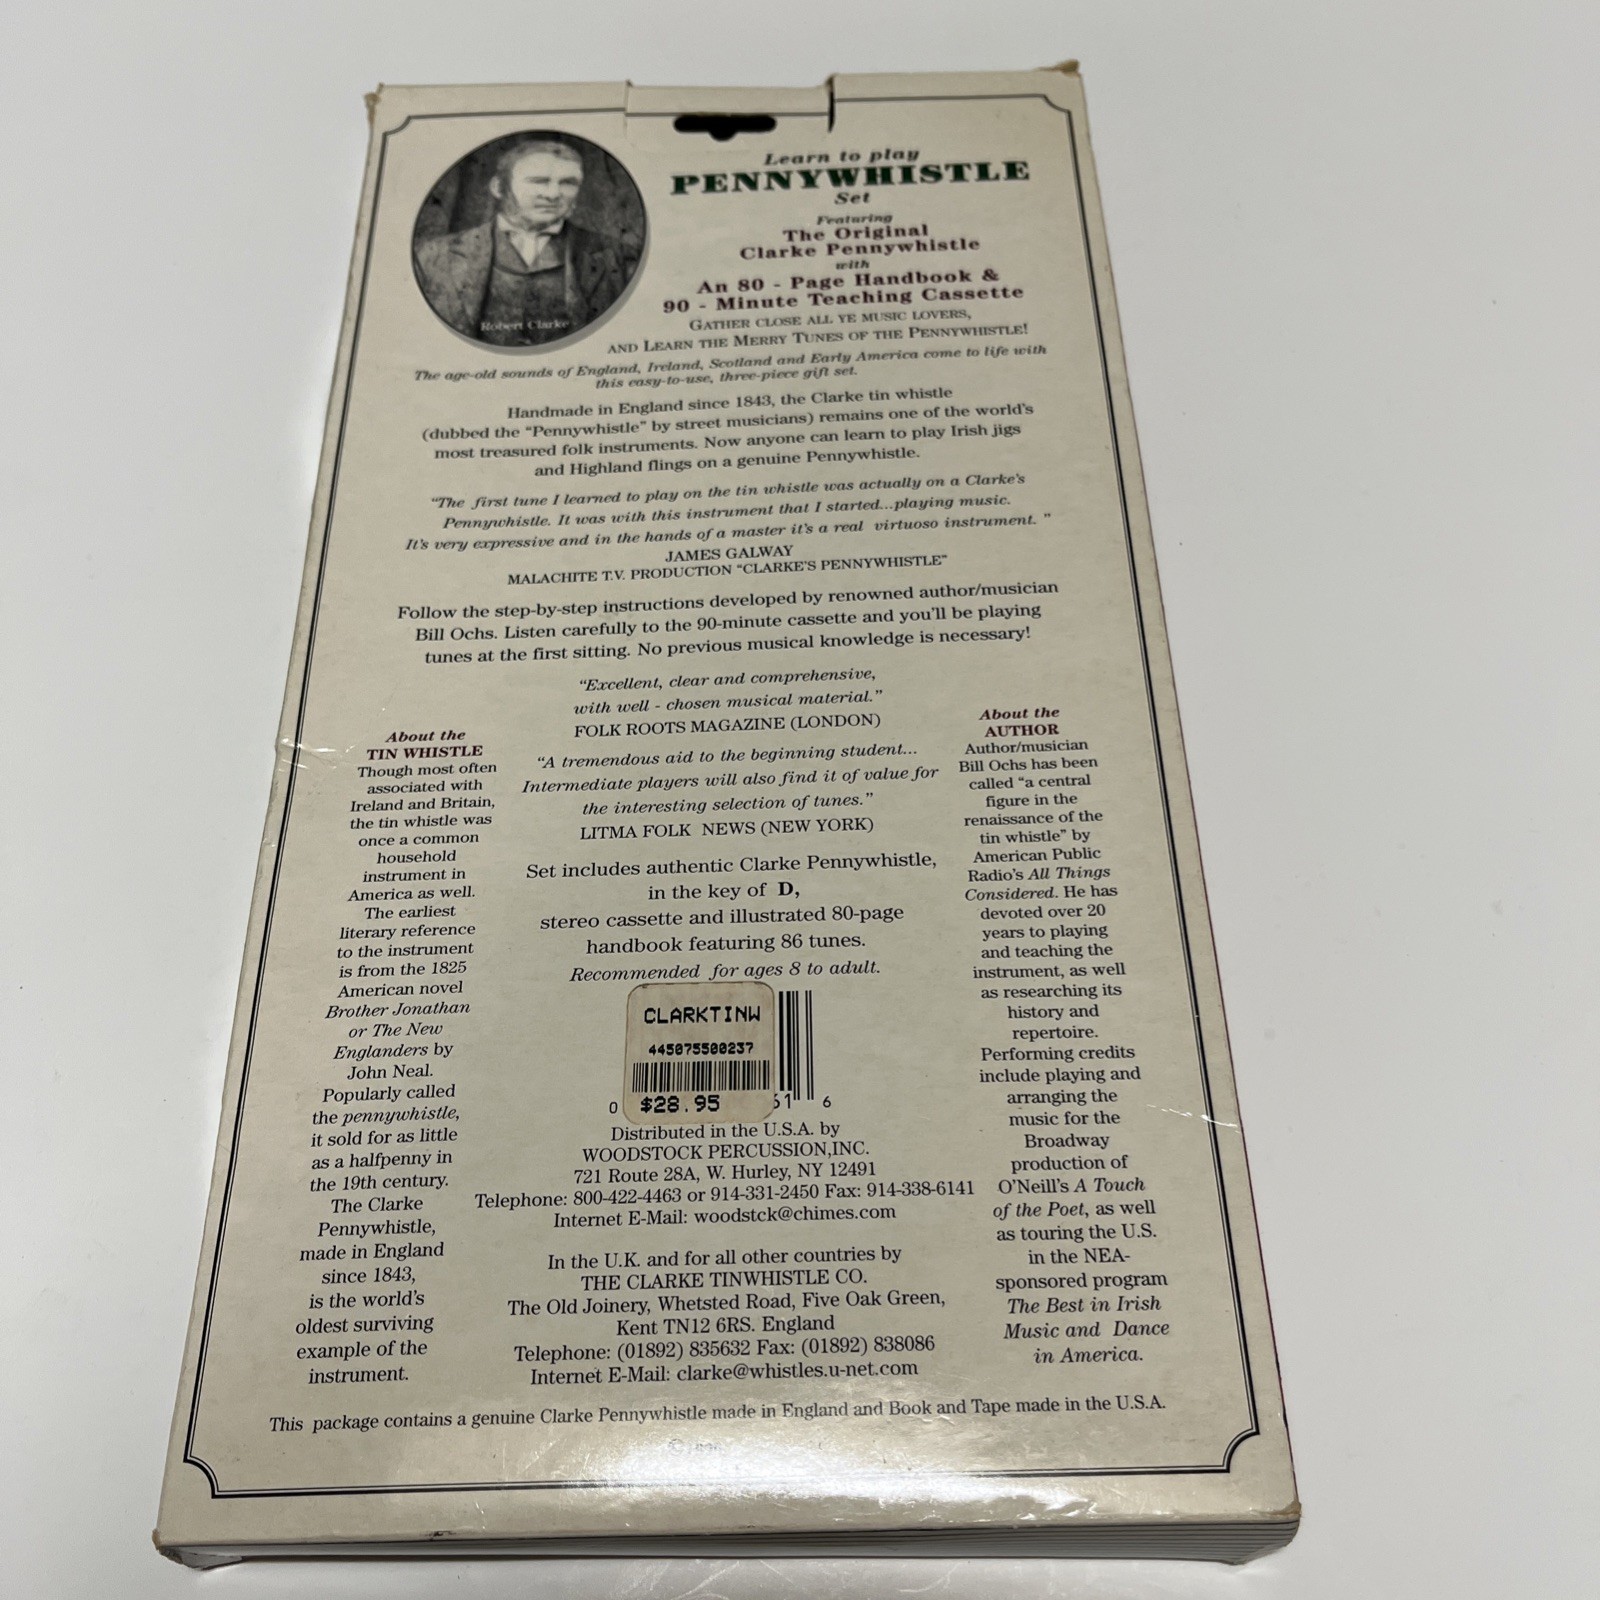 Robert Clarke
Learn to play
PENNYWHISTLE
Set
Featuring
The Original
Clarke Pennywhistle
with
An 80 - Page Handbook &
90 - Minute Teaching Cassette
GATHER CLOSE ALL YE MUSIC LOVERS,
AND LEARN THE MERRY TUNES OF THE PENNYWHISTLE!
The age-old sounds of England, Ireland, Scotland and Early America come to life with
this easy-to-use, three-piece gift set.
Handmade in England since 1843, the Clarke tin whistle
(dubbed the "Pennywhistle" by street musicians) remains one of the world's
most treasured folk instruments. Now anyone can learn to play Irish jigs
and Highland flings on a genuine Pennywhistle.
"The first tune I learned to play on the tin whistle was actually on a Clarke's
Pennywhistle. It was with this instrument that I started...playing music.
It's very expressive and in the hands of a master it's a real virtuoso instrument. "
JAMES GALWAY
MALACHITE T.V. PRODUCTION "CLARKE'S PENNYWHISTLE"
Follow the step-by-step instructions developed by renowned author/musician
Bill Ochs. Listen carefully to the 90-minute cassette and you'll be playing
tunes at the first sitting. No previous musical knowledge is necessary!
"Excellent, clear and comprehensive,
with well - chosen musical material."
FOLK ROOTS MAGAZINE (LONDON)
"A tremendous aid to the beginning student...
Intermediate players will also find it of value for
the interesting selection of tunes."
LITMA FOLK NEWS (NEW YORK)
Set includes authentic Clarke Pennywhistle,
in the key of D,
stereo cassette and illustrated 80-page
handbook featuring 86 tunes.
Recommended for ages 8 to adult.
About the
TIN WHISTLE
Though most often
associated with
Ireland and Britain,
the tin whistle was
once a common
household
instrument in
America as well.
The earliest
literary reference
to the instrument
is from the 1825
American novel
Brother Jonathan
or The New
Englanders by
John Neal.
Popularly called
the pennywhistle,
it sold for as little
as a halfpenny in
the 19th century.
The Clarke
Pennywhistle,
made in England
since 1843,
is the world's
oldest surviving
example of the
instrument.
About the
AUTHOR
Author/musician
Bill Ochs has been
called "a central
figure in the
renaissance of the
tin whistle" by
American Public
Radio's All Things
Considered. He has
devoted over 20
years to playing
and teaching the
instrument, as well
as researching its
history and
repertoire.
Performing credits
include playing and
arranging the
music for the
Broadway
production of
O'Neill's A Touch
of the Poet, as well
as touring the U.S.
in the NEA-
sponsored program
The Best in Irish
Music and Dance
in America.
CLARKTINW
445075500237
$28.95
0 61 6
Distributed in the U.S.A. by
WOODSTOCK PERCUSSION,INC.
721 Route 28A, W. Hurley, NY 12491
Telephone: 800-422-4463 or 914-331-2450 Fax: 914-338-6141
Internet E-Mail: woodstck@chimes.com
In the U.K. and for all other countries by
THE CLARKE TINWHISTLE CO.
The Old Joinery, Whetsted Road, Five Oak Green,
Kent TN12 6RS. England
Telephone: (01892) 835632 Fax: (01892) 838086
Internet E-Mail: clarke@whistles.u-net.com
This package contains a genuine Clarke Pennywhistle made in England and Book and Tape made in the U.S.A.
©